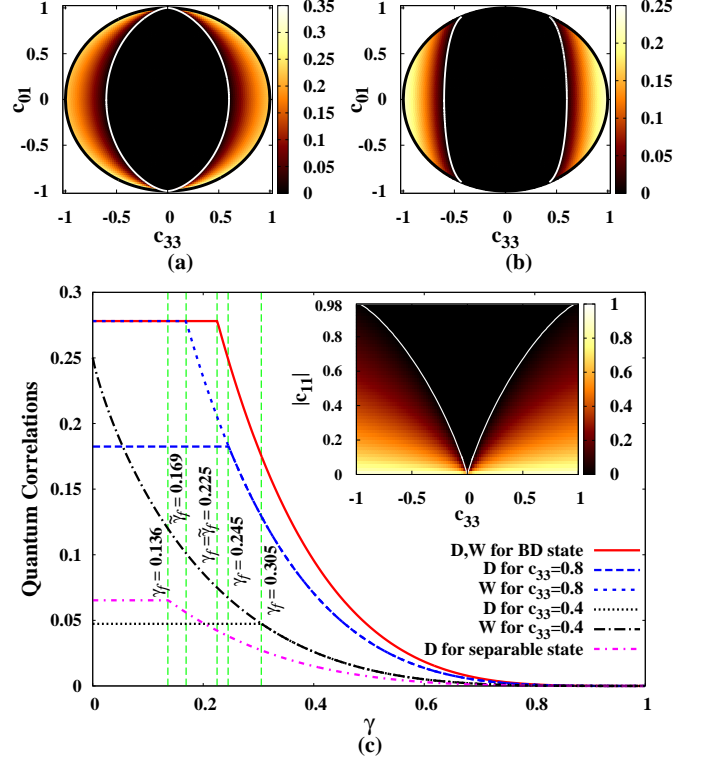 1
0.5
0
-0.5
-1
c01
-1 -0.5 0 0.5 1
c33
0.35
0.3
0.25
0.2
0.15
0.1
0.05
0
(a)
1
0.5
0
-0.5
-1
c01
-1 -0.5 0 0.5 1
c33
0.25
0.2
0.15
0.1
0.05
0
(b)
0.3
0.25
0.20
0.15
0.1
0.05
0
Quantum Correlations
γf = 0.136
γ̃f = 0.169
γf = γ̃f = 0.225
γf = 0.245
γf = 0.305
0.98
0.8
0.6
0.4
0.2
0
|c11|
-1 -0.5 0 0.5 1
c33
1
0.8
0.6
0.4
0.2
0
D,W for BD state
D for c33=0.8
W for c33=0.8
D for c33=0.4
W for c33=0.4
D for separable state
0 0.2 0.4 0.6 0.8 1
γ
(c)